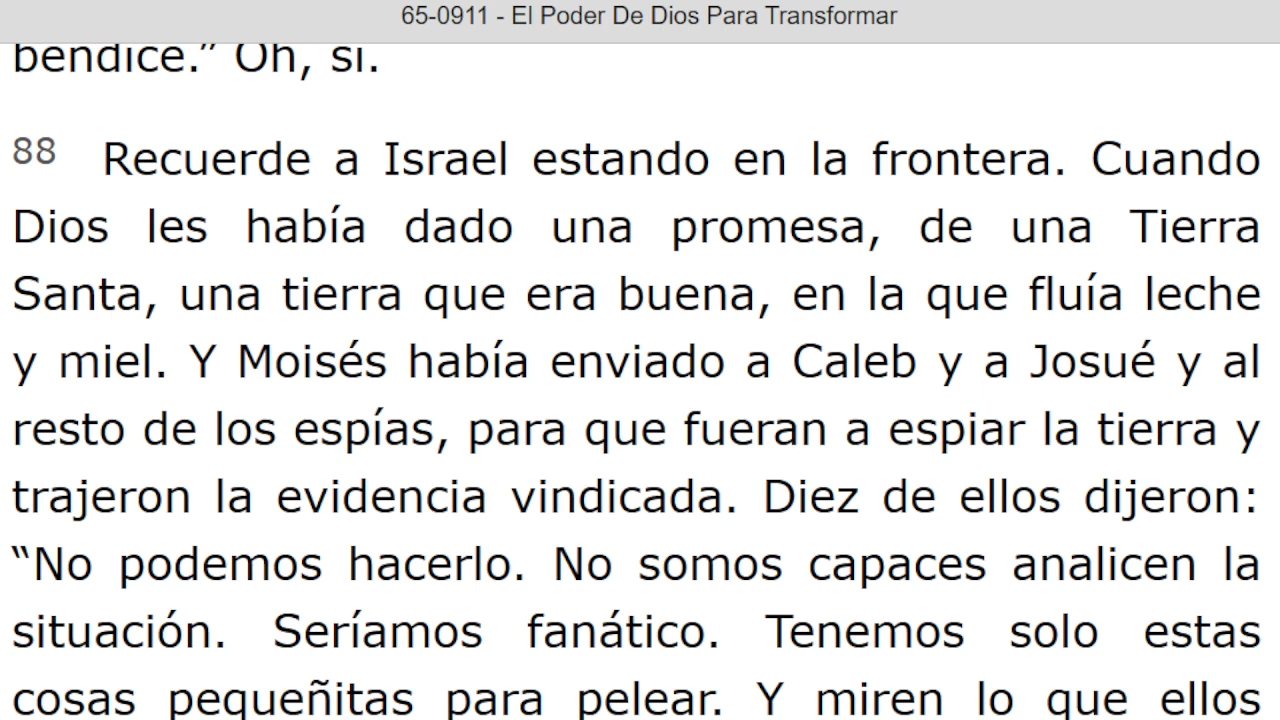 65-0911 - El Poder De Dios Para Transformar
bendice.” Oh, sí.
88 Recuerde a Israel estando en la frontera. Cuando
Dios les había dado una promesa, de una Tierra
Santa, una tierra que era buena, en la que fluía leche
y miel. Y Moisés había enviado a Caleb y a Josué y al
resto de los espías, para que fueran a espiar la tierra y
trajeron la evidencia vindicada. Diez de ellos dijeron:
“No podemos hacerlo. No somos capaces analicen la
situación. Seríamos fanático. Tenemos solo estas
cosas pequeñitas para pelear. Y miren lo que ellos